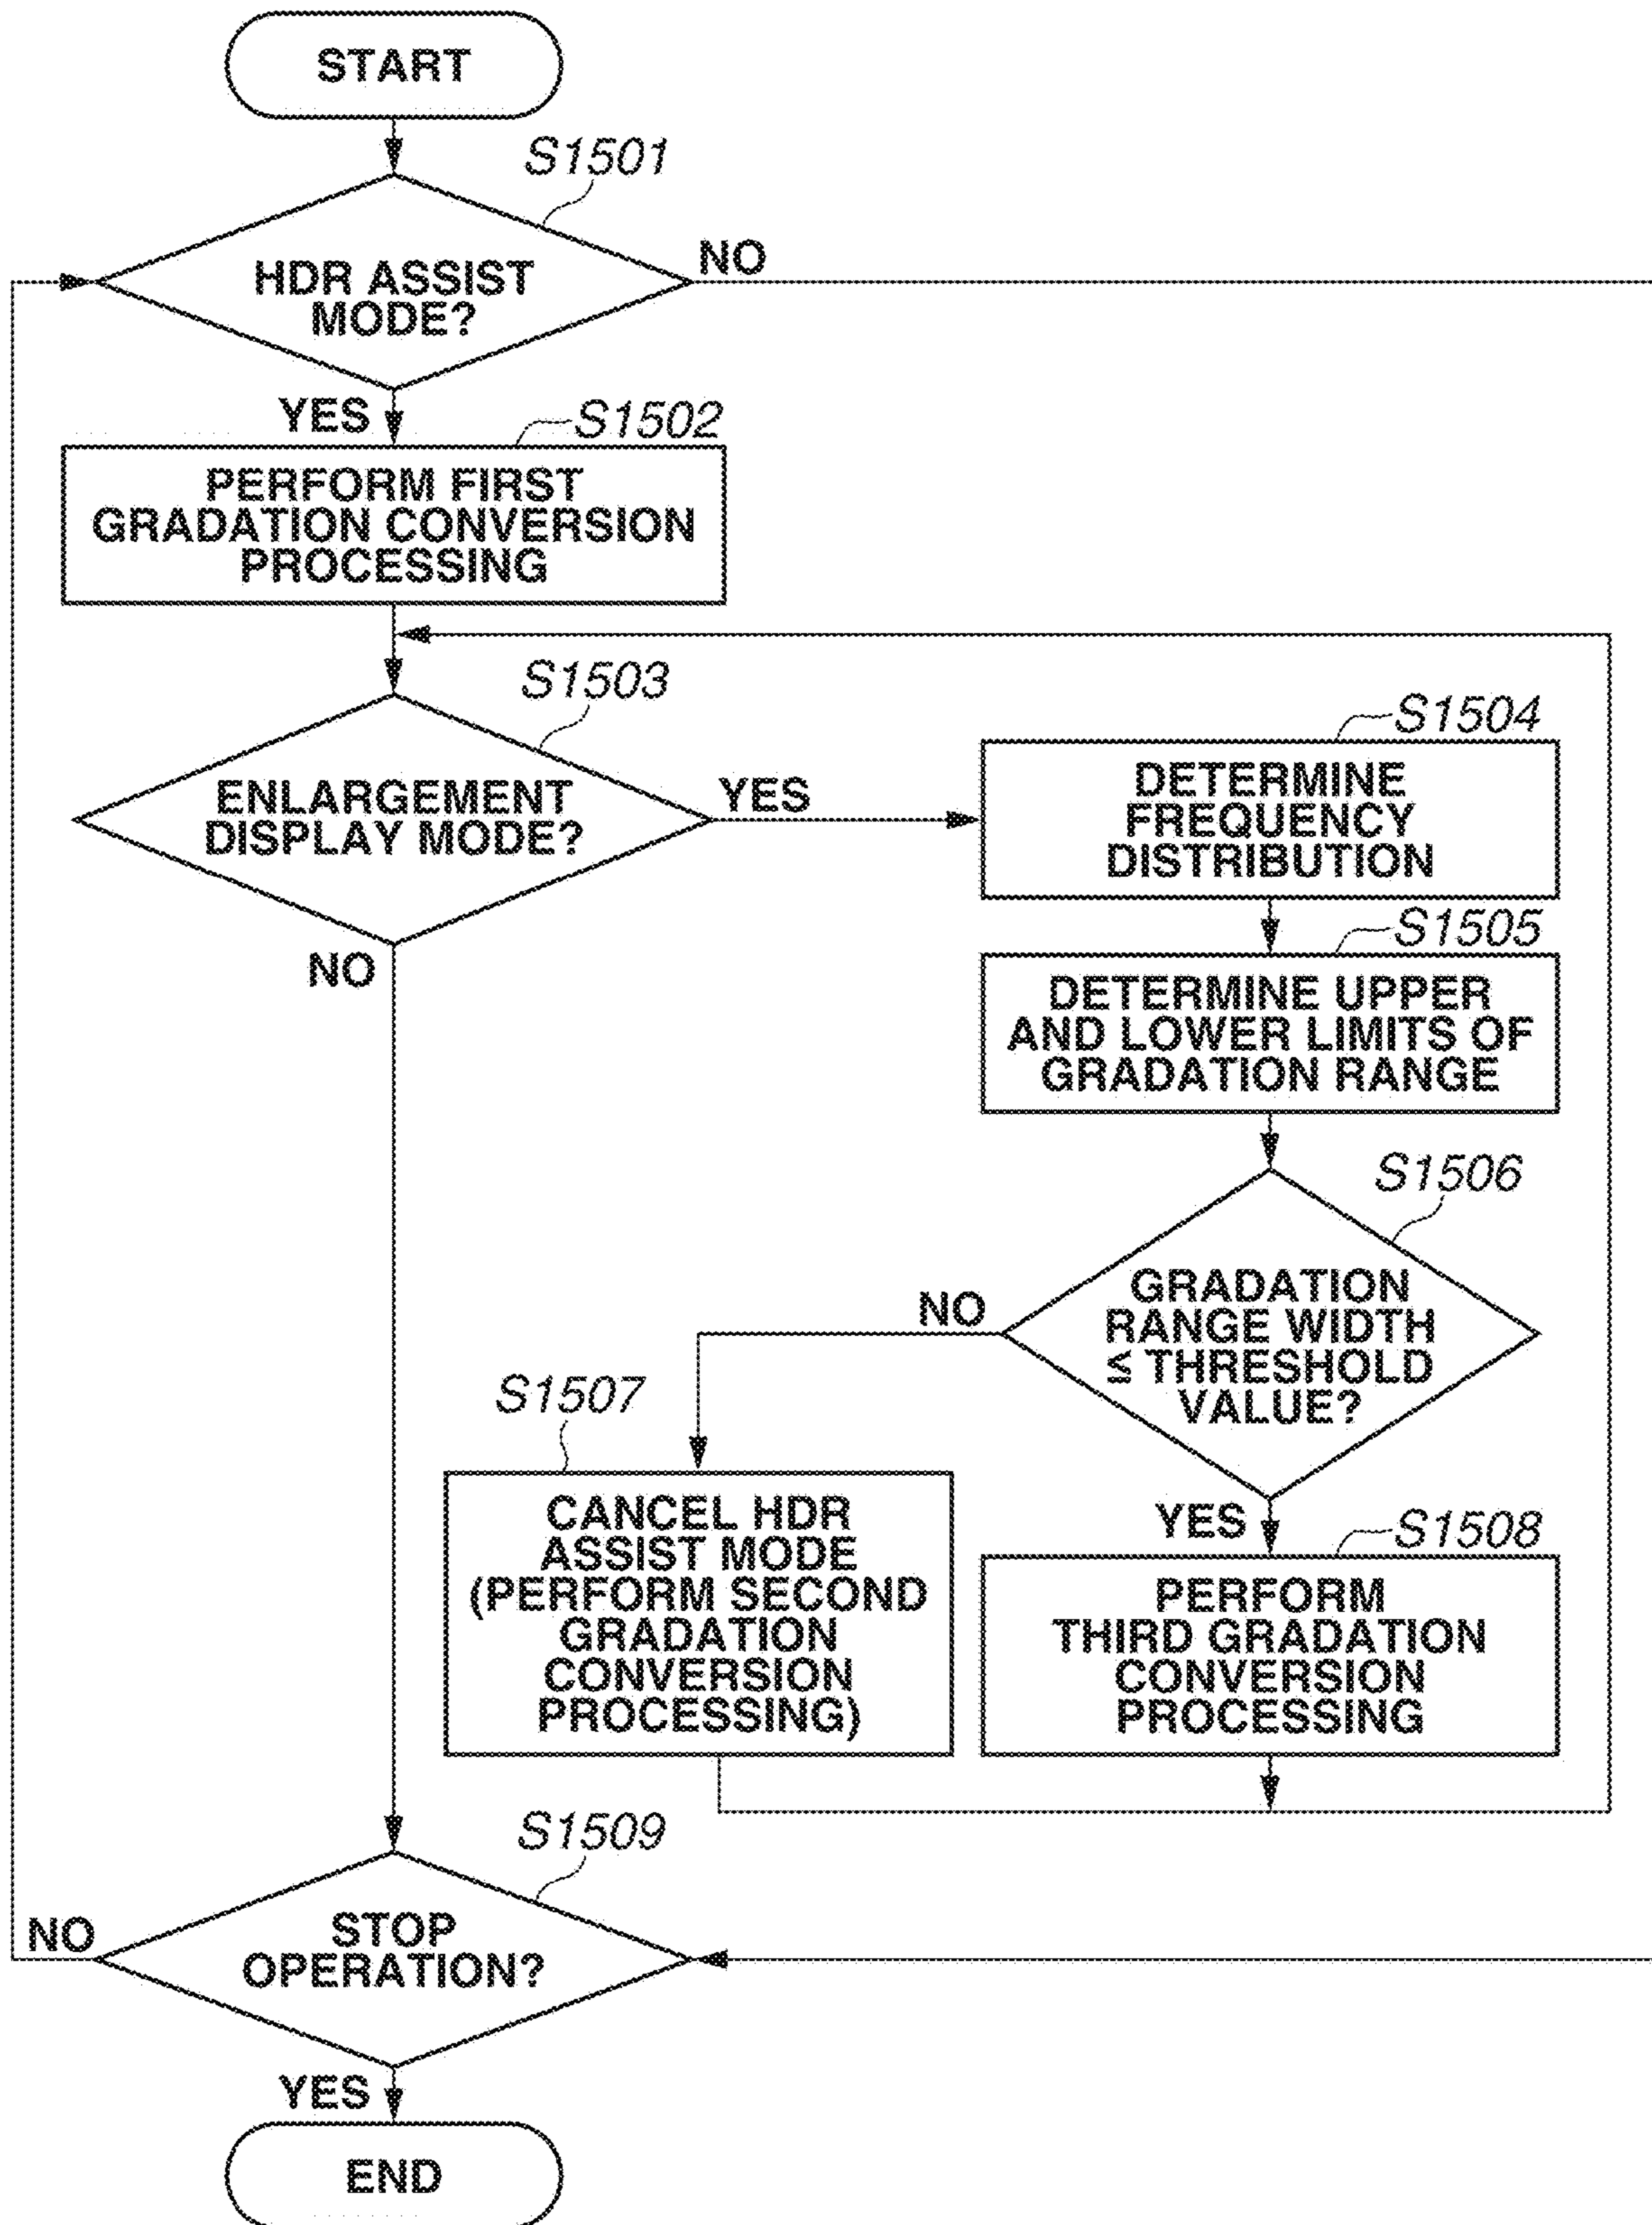 START
S1501
HDR ASSIST
MODE?
NO
YES
S1502
PERFORM FIRST
GRADATION CONVERSION
PROCESSING
S1503
ENLARGEMENT
DISPLAY MODE?
YES
NO
S1504
DETERMINE
FREQUENCY
DISTRIBUTION
S1505
DETERMINE UPPER
AND LOWER LIMITS OF
GRADATION RANGE
S1506
GRADATION
RANGE WIDTH
≦ THRESHOLD
VALUE?
NO
YES
S1507
CANCEL HDR
ASSIST MODE
(PERFORM SECOND
GRADATION
CONVERSION
PROCESSING)
S1508
PERFORM
THIRD GRADATION
CONVERSION
PROCESSING
S1509
STOP
OPERATION?
NO
YES
END